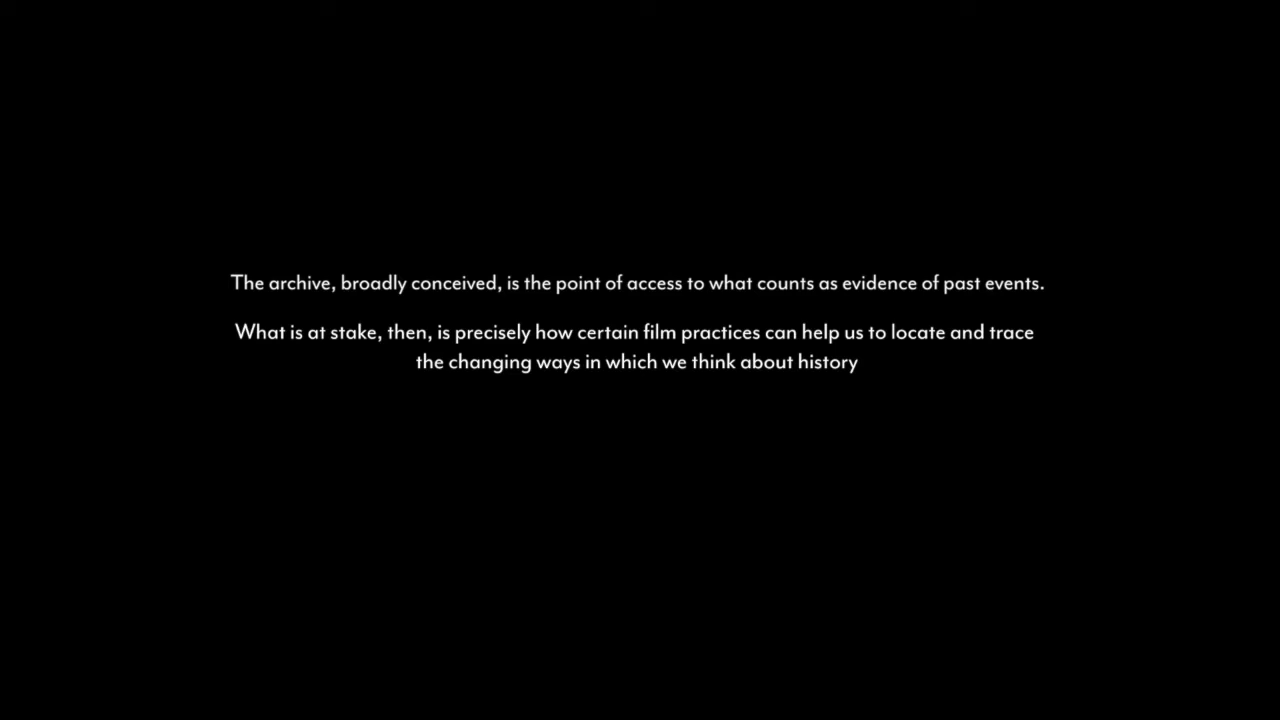 The archive, broadly conceived, is the point of access to what counts as evidence of past events.
What is at stake, then, is precisely how certain film practices can help us to locate and trace
the changing ways in which we think about history